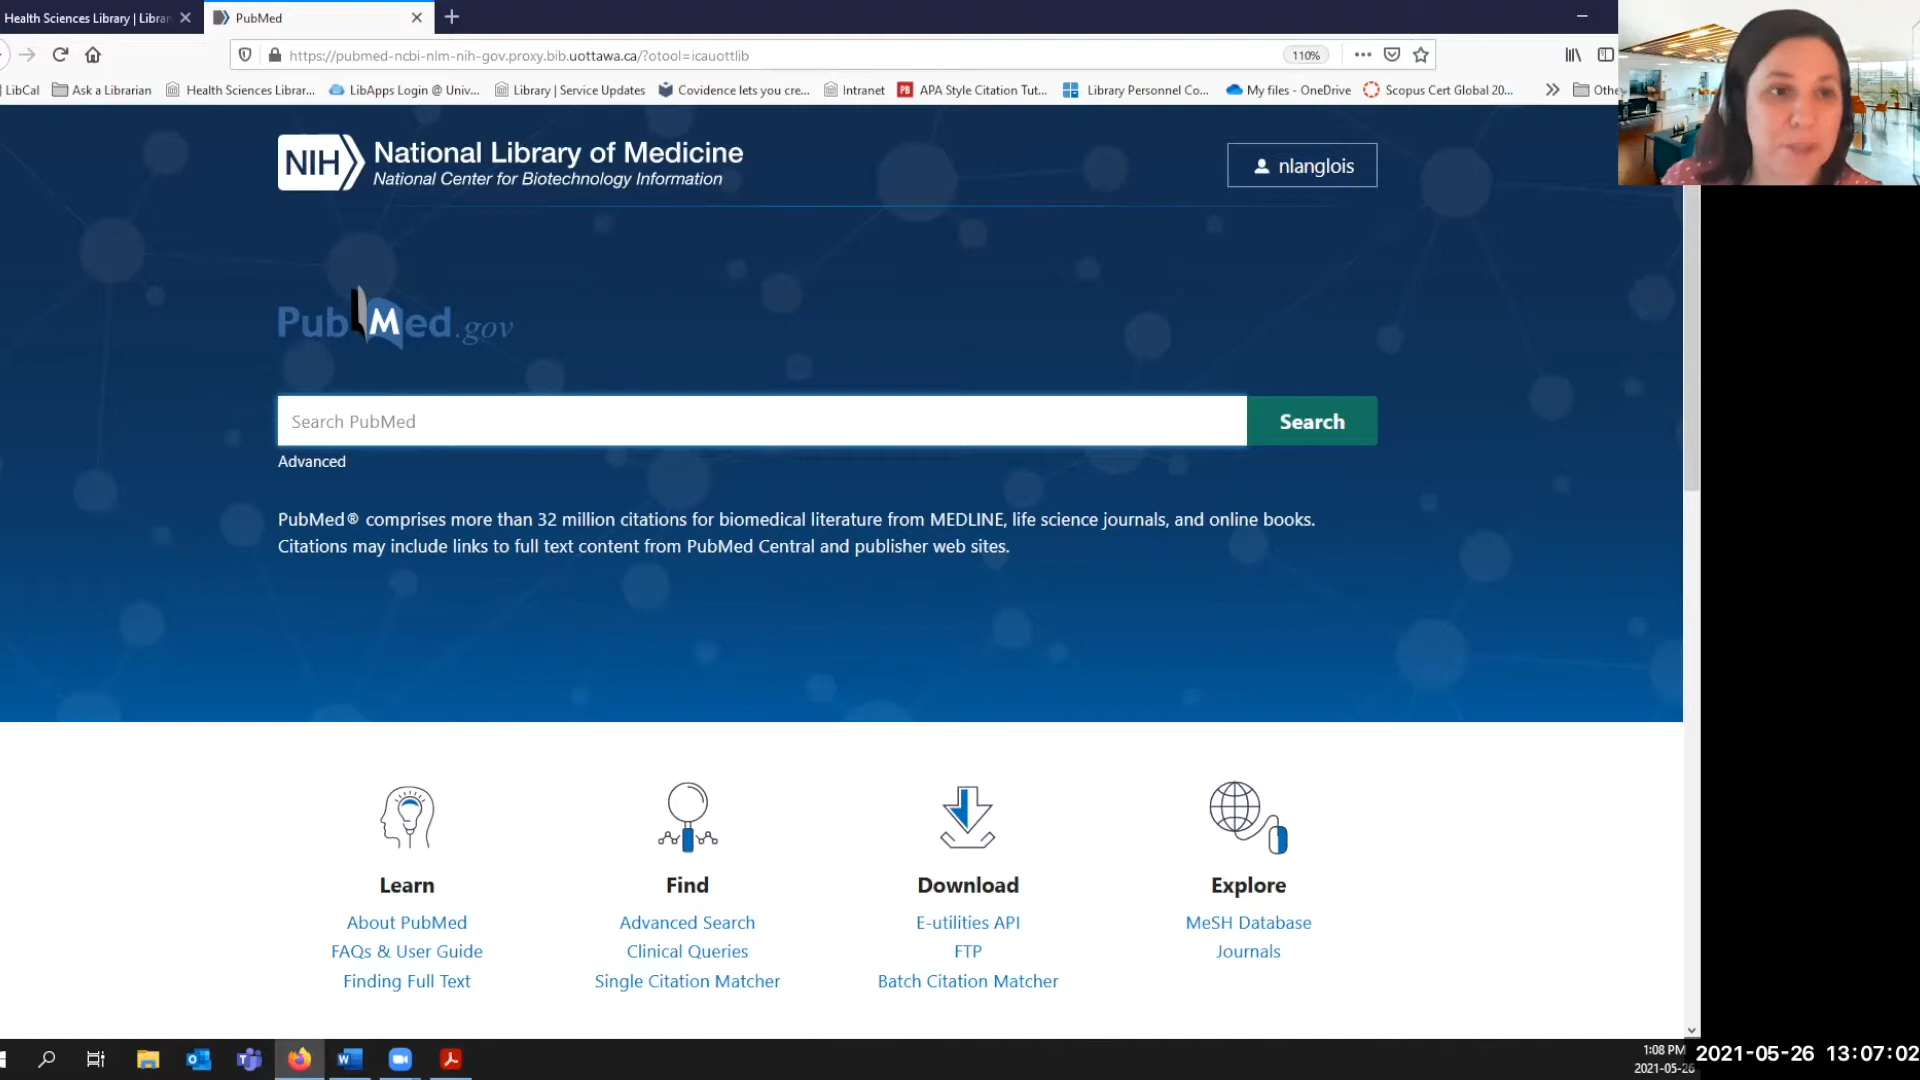 Health Sciences Library | Librar
PubMed
https://pubmed-ncbi-nlm-nih-gov.proxy.bib.uottawa.ca/?otool=icauottlib
110%
LibCal
Ask a Librarian
Health Sciences Librar...
LibApps Login @ Univ...
Library | Service Updates
Covidence lets you cre...
Intranet
PB
APA Style Citation Tut...
Library Personnel Co...
My files - OneDrive
Scopus Cert Global 20...
Othe
NIH
National Library of Medicine
National Center for Biotechnology Information
nlanglois
PubMed.gov
Search PubMed
Search
Advanced
PubMed® comprises more than 32 million citations for biomedical literature from MEDLINE, life science journals, and online books.
Citations may include links to full text content from PubMed Central and publisher web sites.
Learn
About PubMed
FAQs & User Guide
Finding Full Text
Find
Advanced Search
Clinical Queries
Single Citation Matcher
Download
E-utilities API
FTP
Batch Citation Matcher
Explore
MeSH Database
Journals
1:08 PM
2021-05-26
2021-05-26 13:07:02